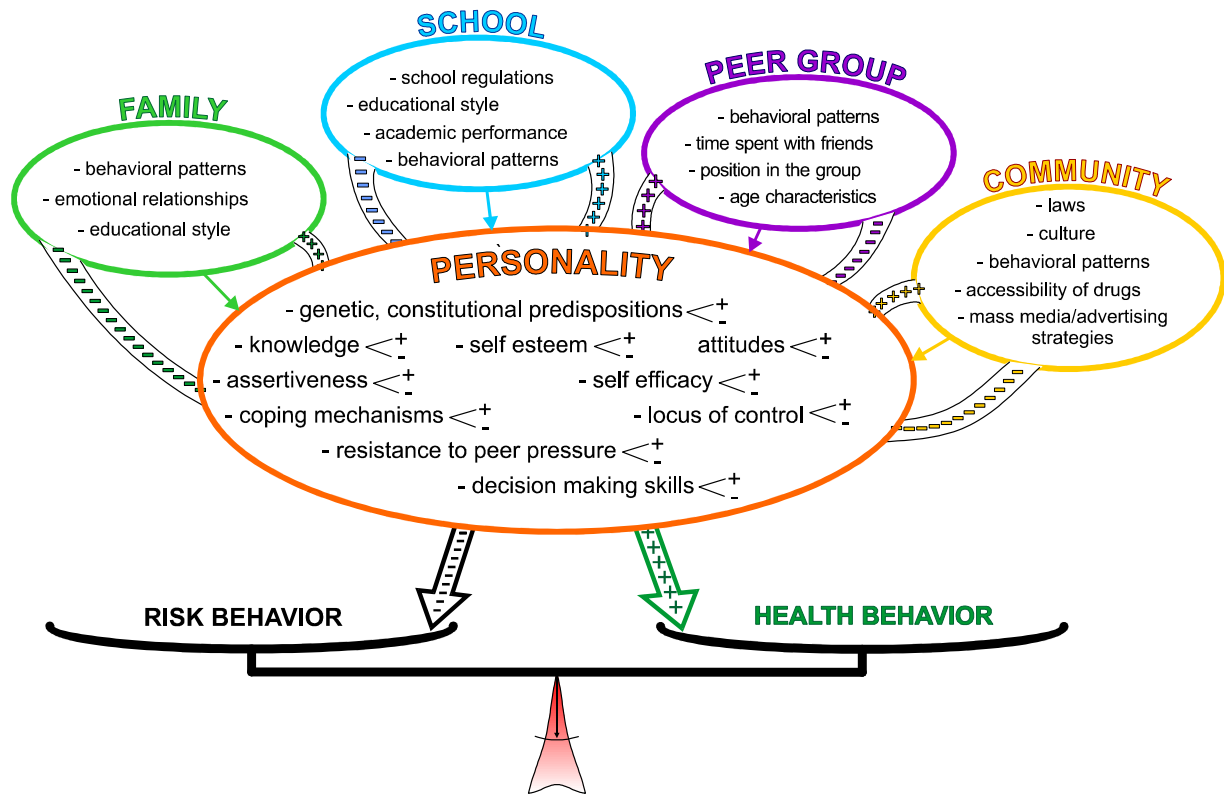 SCHOOL
- school regulations
- educational style
- academic performance
- behavioral patterns
PEER GROUP
- behavioral patterns
- time spent with friends
- position in the group
- age characteristics
FAMILY
- behavioral patterns
- emotional relationships
- educational style
COMMUNITY
- laws
- culture
- behavioral patterns
- accessibility of drugs
- mass media/advertising
strategies
PERSONALITY
- genetic, constitutional predispositions < + -
- knowledge < + - - self esteem < + - attitudes < + -
- assertiveness < + - - self efficacy < + -
- coping mechanisms < + - - locus of control < + -
- resistance to peer pressure < + -
- decision making skills < + -
RISK BEHAVIOR
HEALTH BEHAVIOR